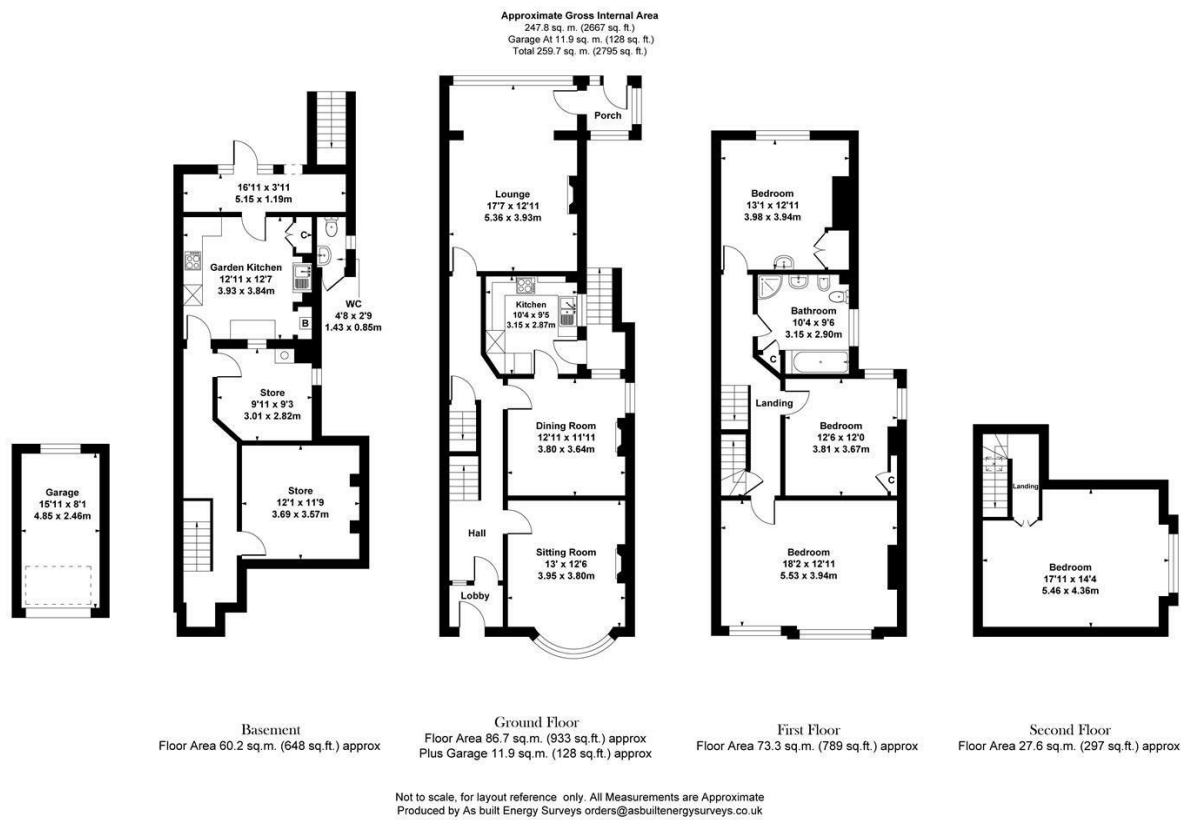 Approximate Gross Internal Area
247.8 sq. m. (2667 sq. ft.)
Garage At 11.9 sq. m. (128 sq. ft.)
Total 259.7 sq. m. (2795 sq. ft.)
16'11 x 3'11
5.15 x 1.19m
C
Garden Kitchen
12'11 x 12'7
3.93 x 3.84m
B
WC
4'8 x 2'9
1.43 x 0.85m
Store
9'11 x 9'3
3.01 x 2.82m
Store
12'1 x 11'9
3.69 x 3.57m
Garage
15'11 x 8'1
4.85 x 2.46m
Porch
Lounge
17'7 x 12'11
5.36 x 3.93m
Kitchen
10'4 x 9'5
3.15 x 2.87m
Dining Room
12'11 x 11'11
3.80 x 3.64m
Hall
Sitting Room
13' x 12'6
3.95 x 3.80m
Lobby
Bedroom
13'1 x 12'11
3.98 x 3.94m
Bathroom
10'4 x 9'6
3.15 x 2.90m
C
Landing
Bedroom
12'6 x 12'0
3.81 x 3.67m
C
Bedroom
18'2 x 12'11
5.53 x 3.94m
Landing
Bedroom
17'11 x 14'4
5.46 x 4.36m
Basement
Floor Area 60.2 sq.m. (648 sq.ft.) approx
Ground Floor
Floor Area 86.7 sq.m. (933 sq.ft.) approx
Plus Garage 11.9 sq.m. (128 sq.ft.) approx
First Floor
Floor Area 73.3 sq.m. (789 sq.ft.) approx
Second Floor
Floor Area 27.6 sq.m. (297 sq.ft.) approx
Not to scale, for layout reference only. All Measurements are Approximate
Produced by As built Energy Surveys orders@asbuiltenergysurveys.co.uk